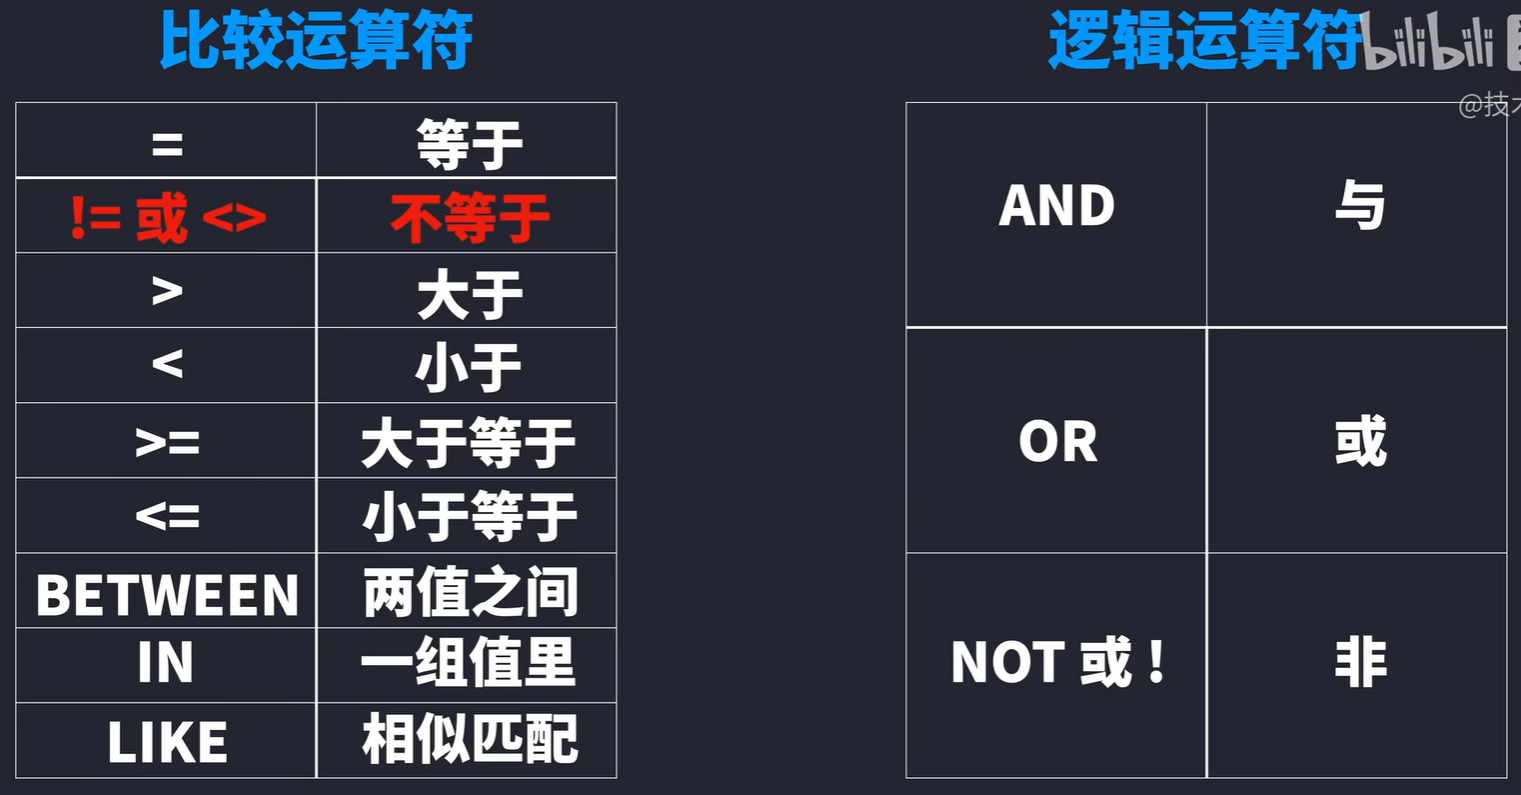 比较运算符
= 等于
!= 或 <> 不等于
> 大于
< 小于
>= 大于等于
<= 小于等于
BETWEEN 两值之间
IN 一组值里
LIKE 相似匹配
逻辑运算符
bilibili
@技
AND 与
OR 或
NOT 或 ! 非